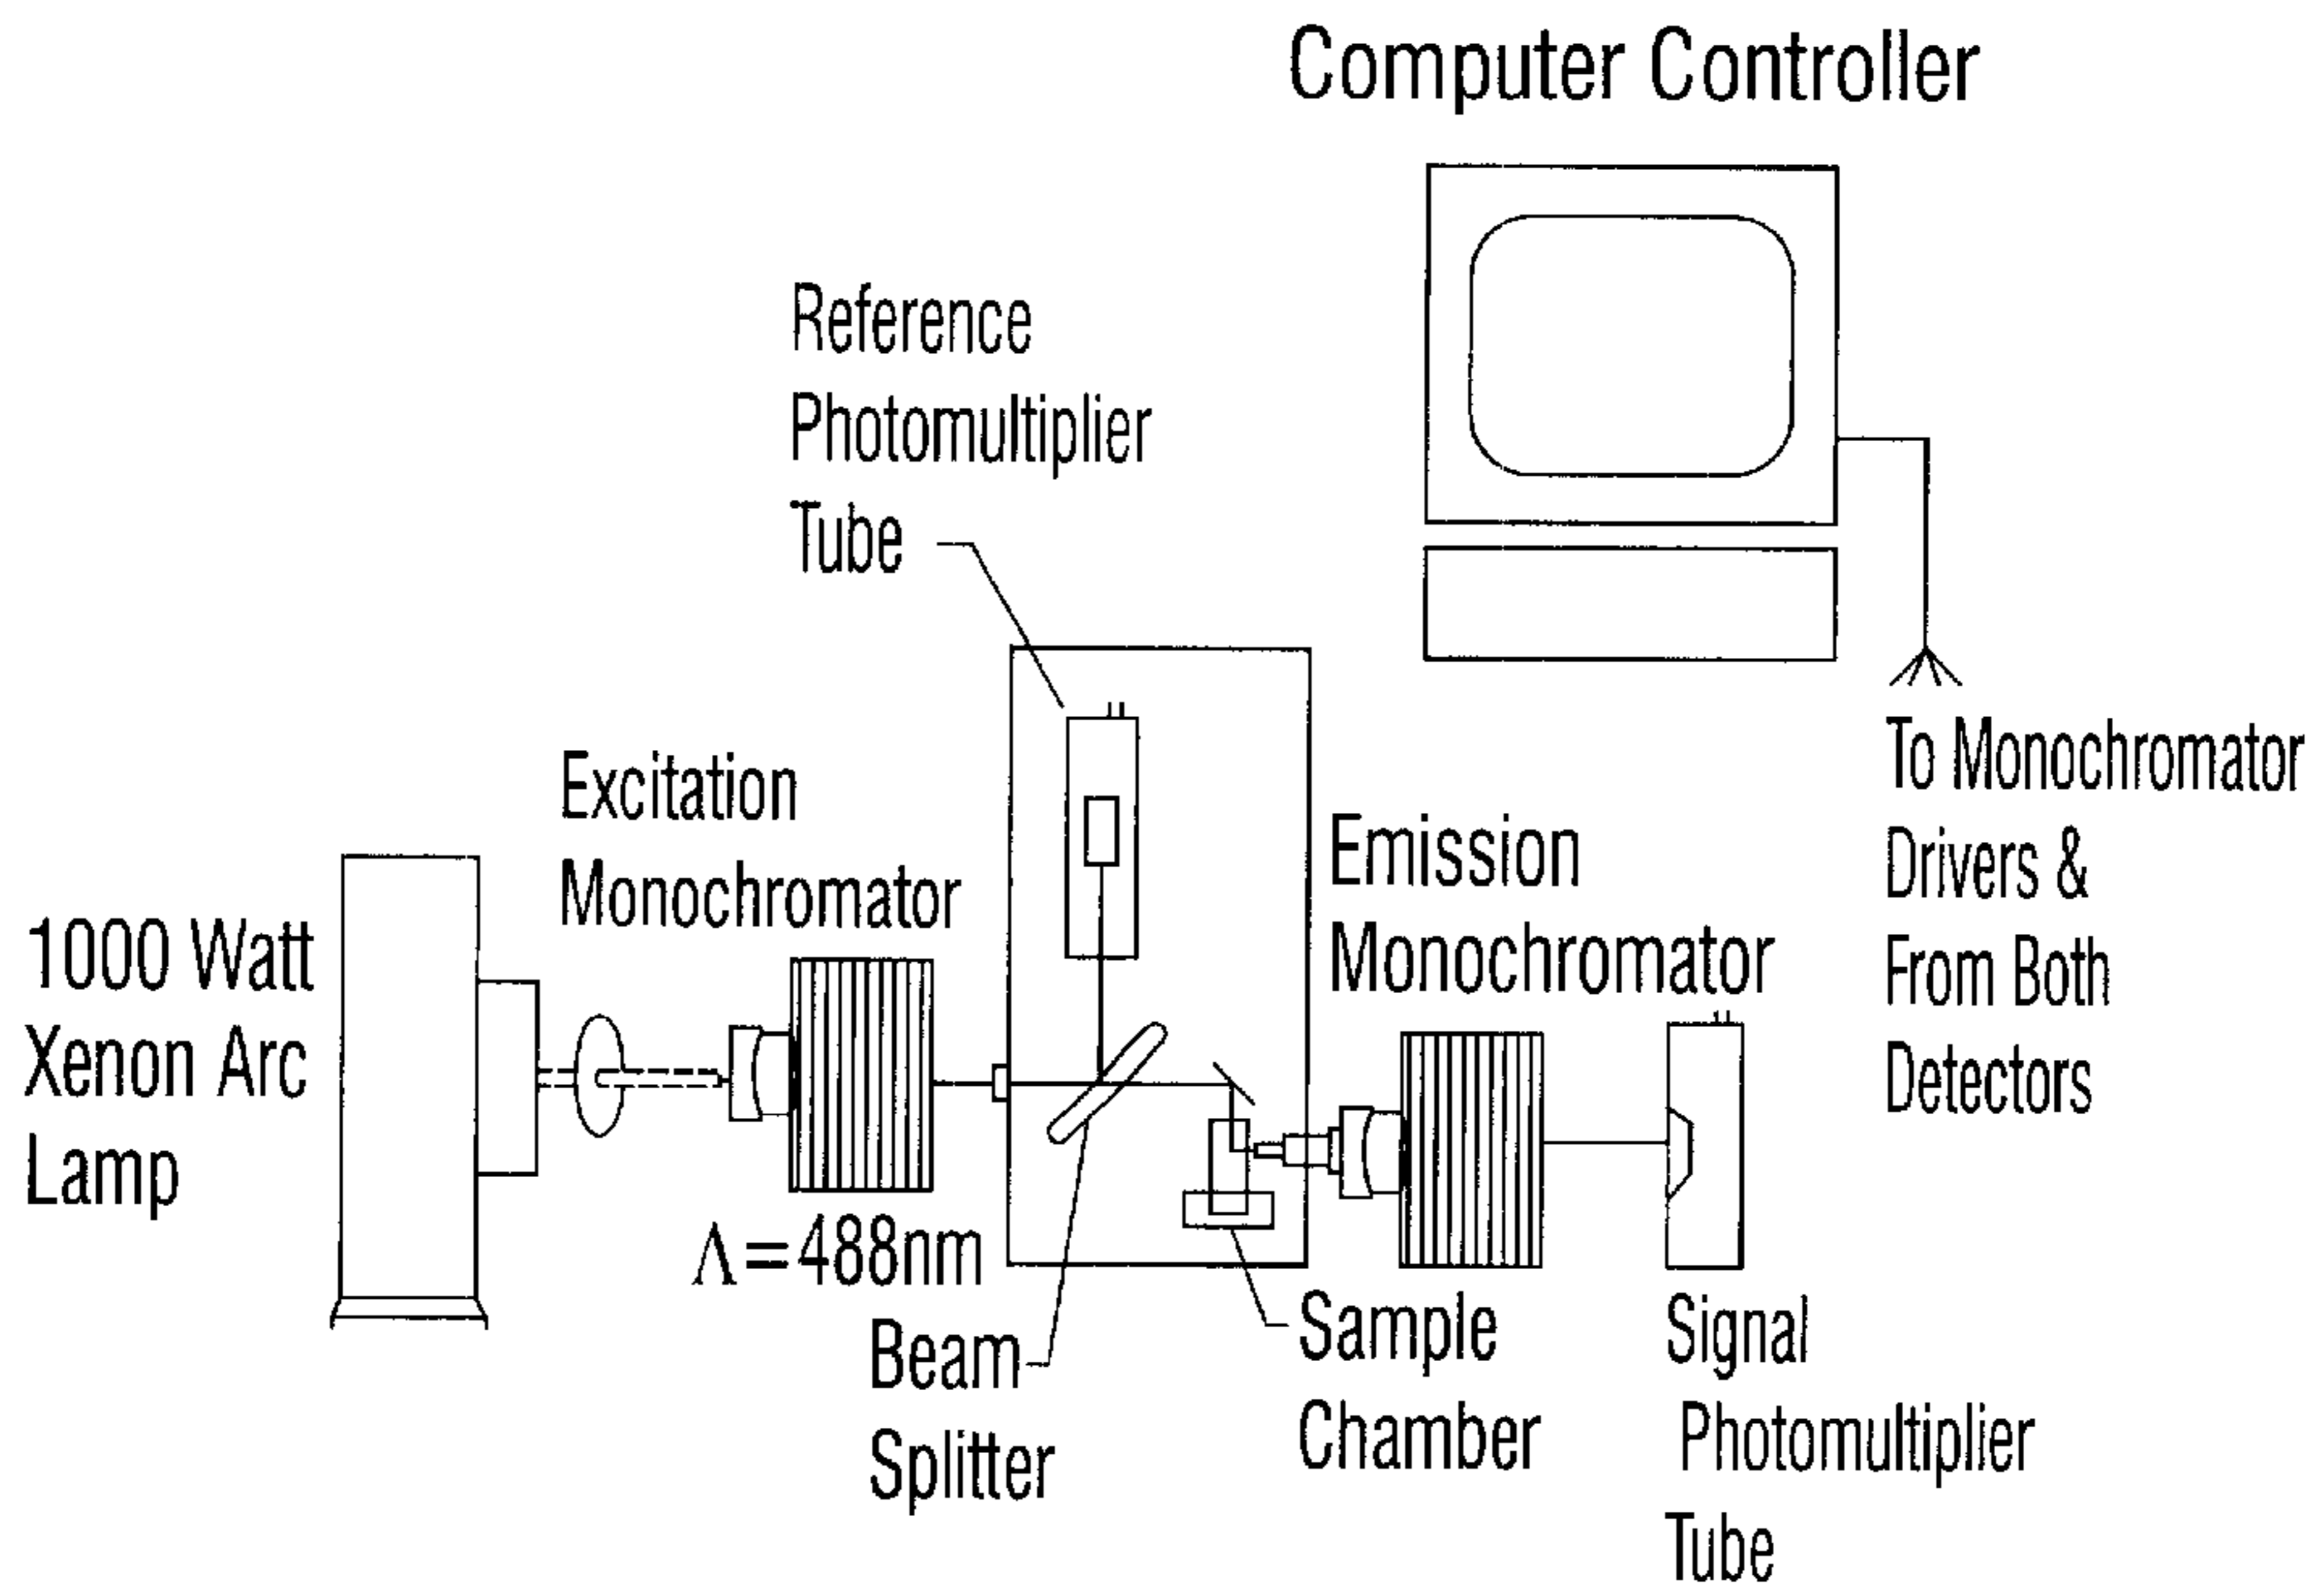 Computer Controller
Reference
Photomultiplier
Tube
Excitation
Monochromator
To Monochromator
Drivers &
From Both
Detectors
Emission
Monochromator
1000 Watt
Xenon Arc
Lamp
Λ=488nm
Beam
Splitter
Sample
Chamber
Signal
Photomultiplier
Tube